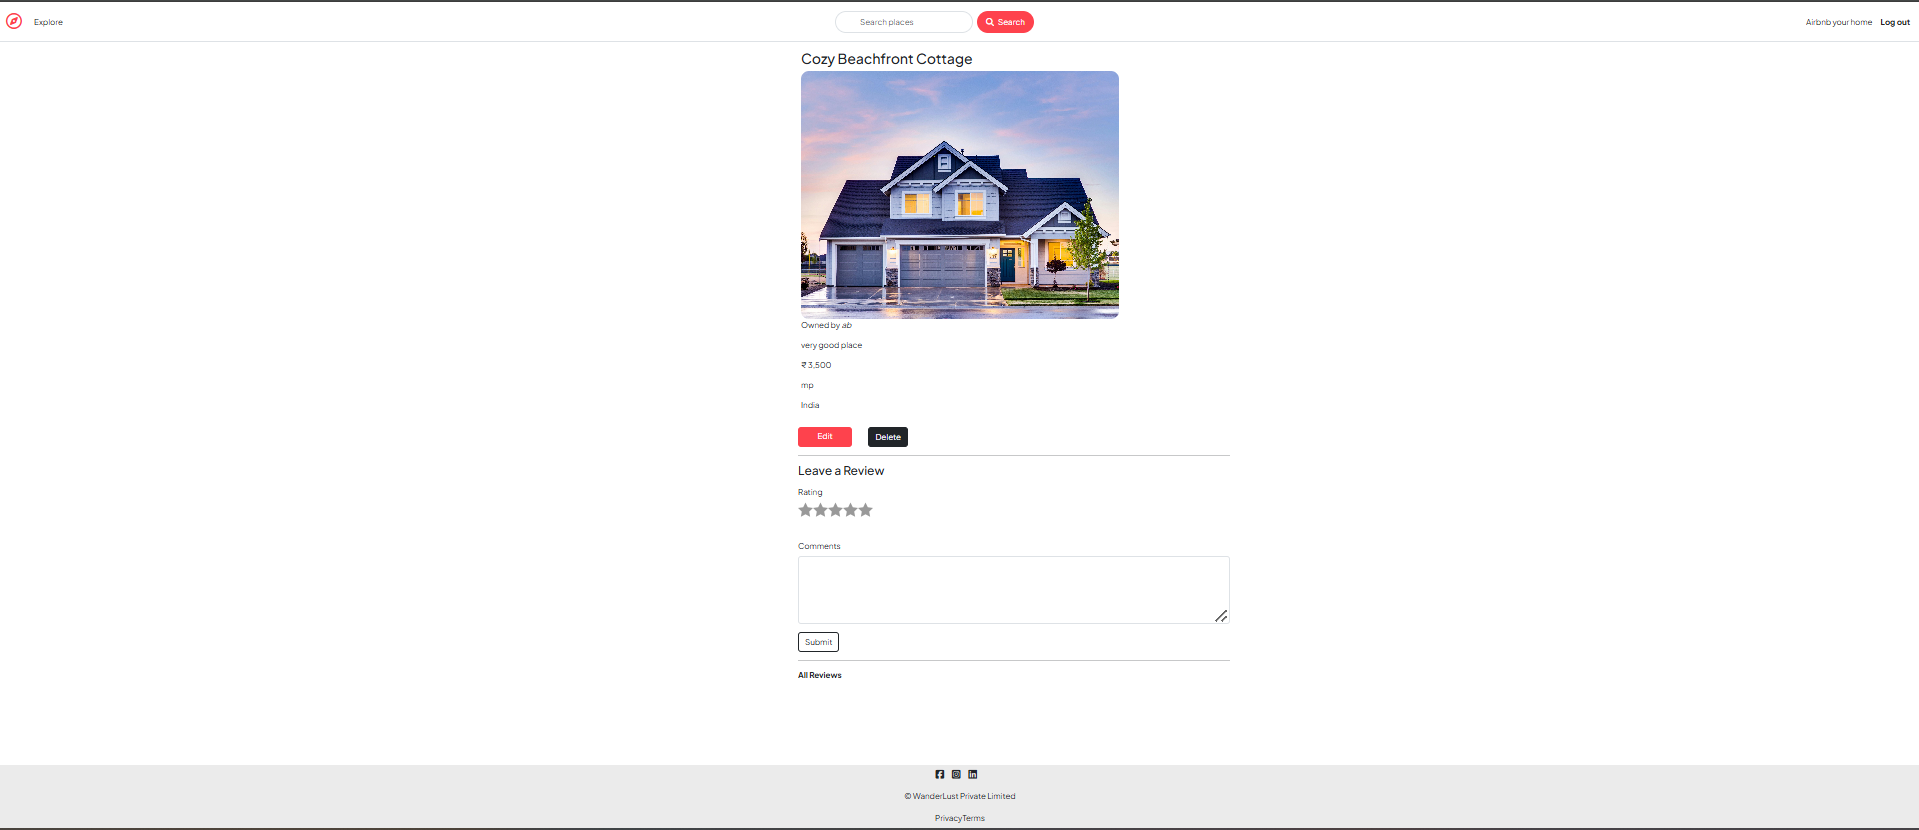 Explore
Search places
Search
Airbnb your home
Log out
Cozy Beachfront Cottage
Owned by ab
very good place
₹ 3,500
mp
India
Edit
Delete
Leave a Review
Rating
Comments
Submit
All Reviews
© WanderLust Private Limited
PrivacyTerms